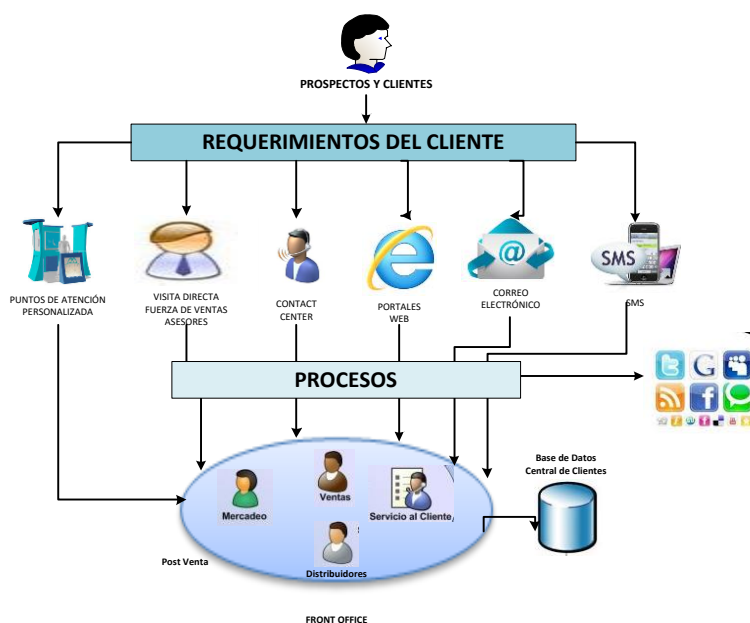 PROSPECTOS Y CLIENTES
REQUERIMIENTOS DEL CLIENTE
PUNTOS DE ATENCIÓN
PERSONALIZADA
VISITA DIRECTA
FUERZA DE VENTAS
ASESORES
CONTACT
CENTER
PORTALES
WEB
CORREO
ELECTRÓNICO
SMS
SMS
PROCESOS
Base de Datos
Central de Clientes
Mercadeo
Ventas
Servicio al Cliente
Distribuidores
Post Venta
FRONT OFFICE